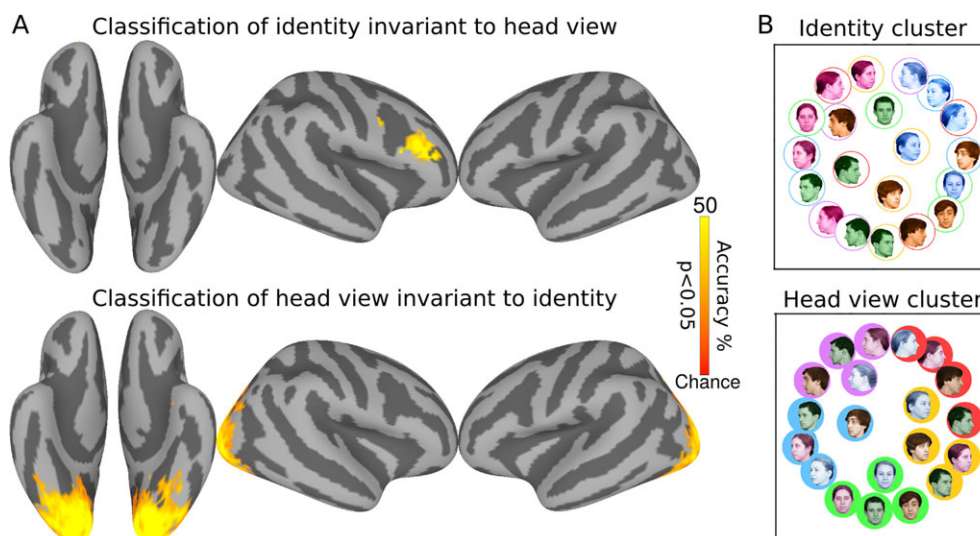 A
Classification of identity invariant to head view
B
Identity cluster
50
Accuracy %
p<0.05
Chance
Classification of head view invariant to identity
Head view cluster